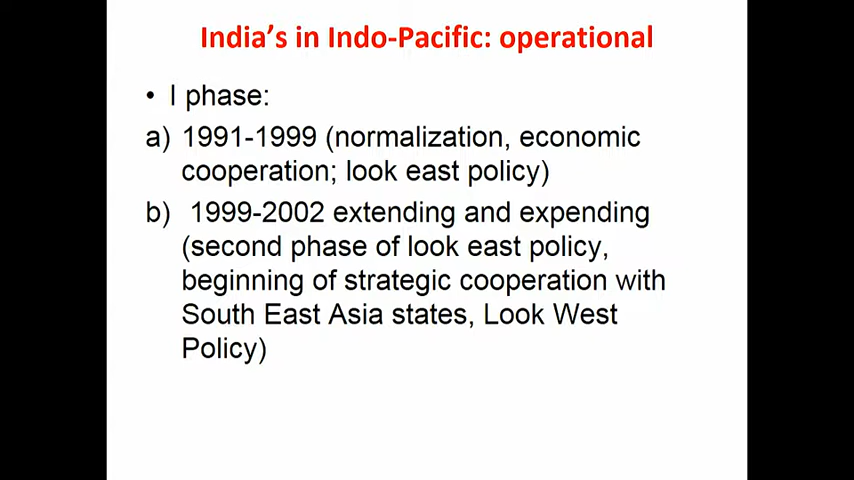 India's in Indo-Pacific: operational
• I phase:
a) 1991-1999 (normalization, economic
cooperation; look east policy)
b) 1999-2002 extending and expending
(second phase of look east policy,
beginning of strategic cooperation with
South East Asia states, Look West
Policy)